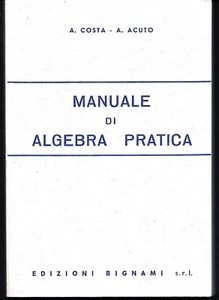 A. COSTA - A. ACUTO
MANUALE
DI
ALGEBRA PRATICA
EDIZIONI BIGNAMI s.r.l.